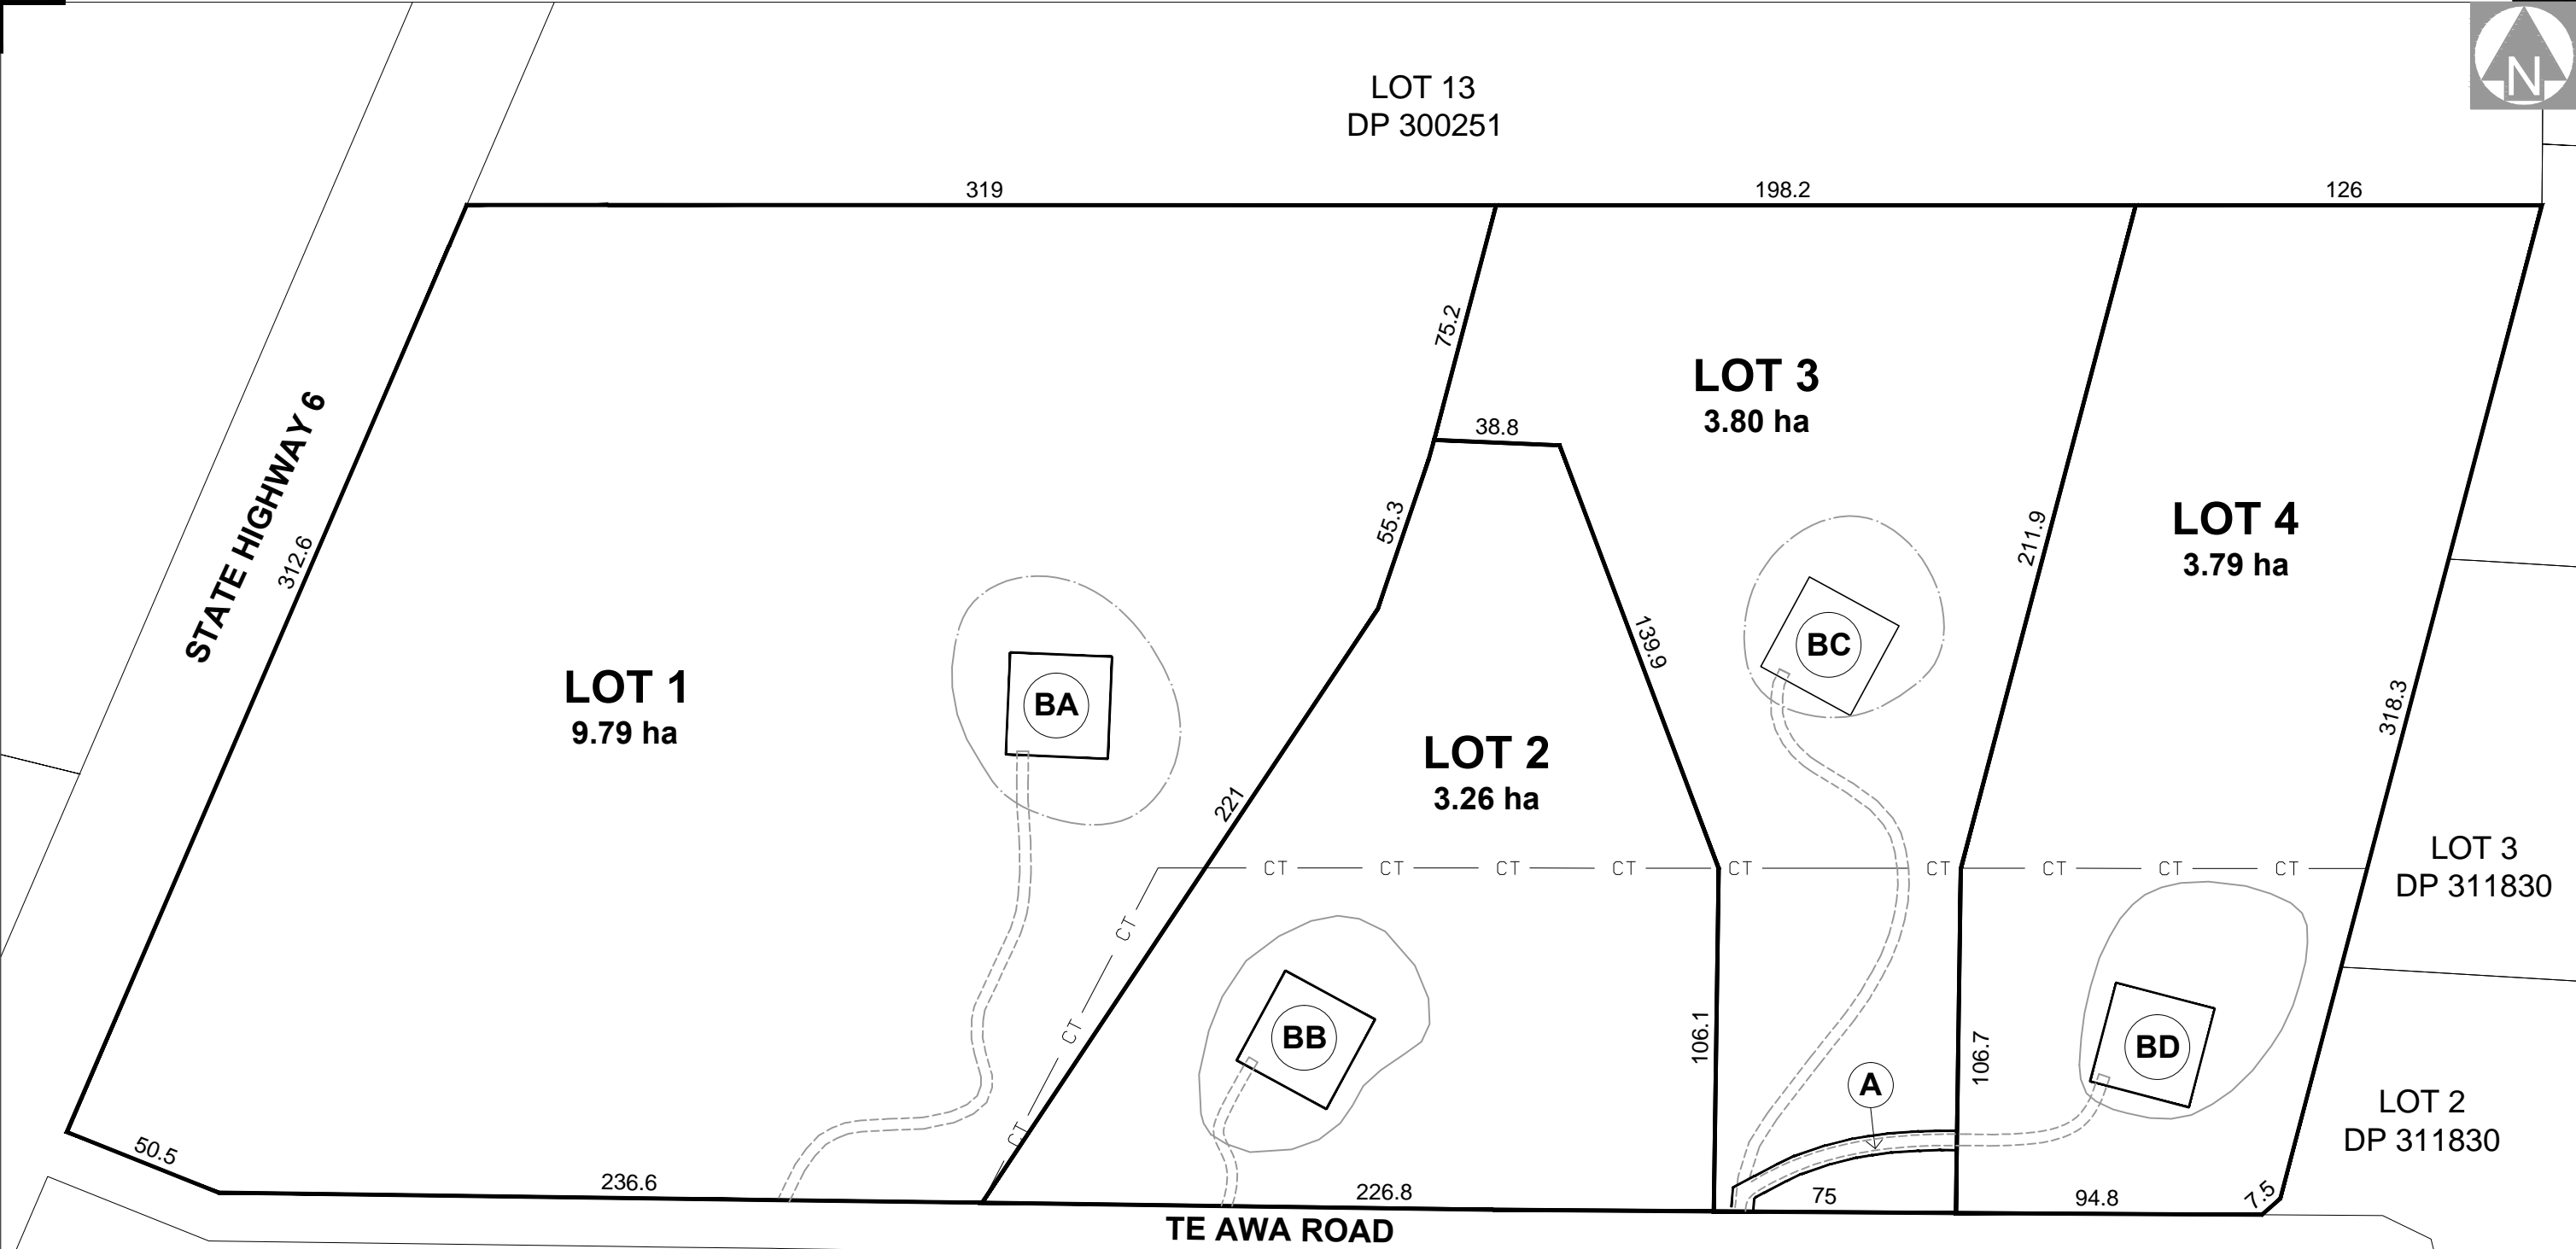 N
LOT 13
DP 300251
319
198.2
126
STATE HIGHWAY 6
312.6
75.2
38.8
LOT 3
3.80 ha
55.3
139.9
211.9
LOT 4
3.79 ha
318.3
LOT 1
9.79 ha
BA
BC
221
LOT 2
3.26 ha
CT CT CT CT CT CT CT CT CT
CT
CT
CT
LOT 3
DP 311830
BB
106.1
106.7
BD
A
LOT 2
DP 311830
50.5
236.6
226.8
75
94.8
7.5
TE AWA ROAD